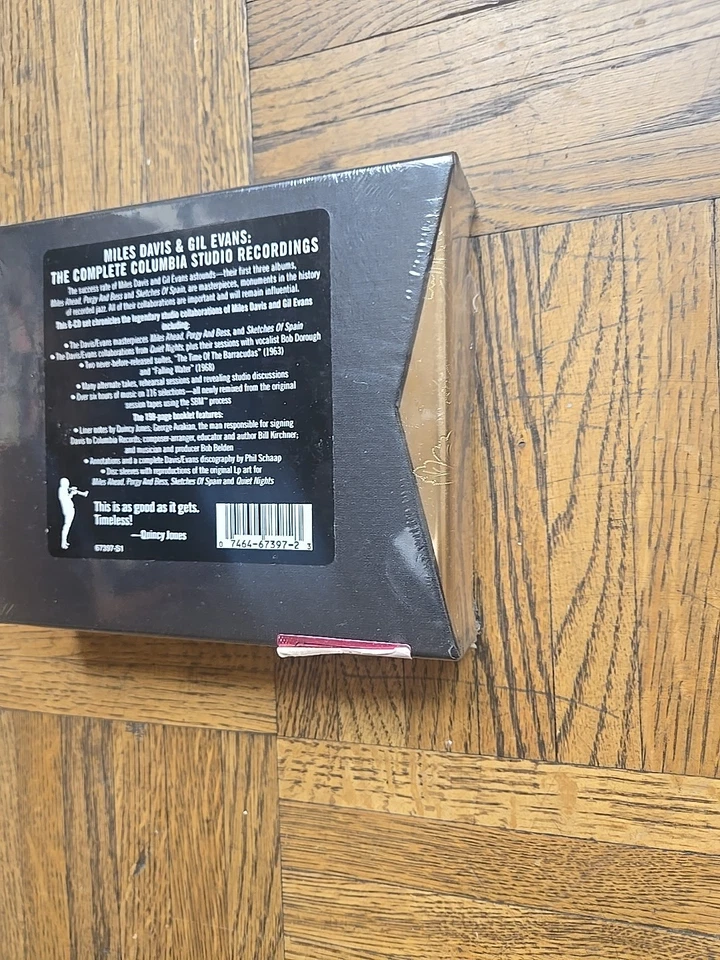 MILES DAVIS & GIL EVANS:
THE COMPLETE COLUMBIA STUDIO RECORDINGS
The success rate of Miles Davis and Gil Evans astounds—their first three albums,
Miles Ahead, Porgy And Bess and Sketches Of Spain, are masterpieces, monuments in the history
of recorded jazz. All of their collaborations are important and will remain influential.
This 6-CD set chronicles the legendary studio collaborations of Miles Davis and Gil Evans
including:
• The Davis/Evans masterpieces Miles Ahead, Porgy And Bess, and Sketches Of Spain
• The Davis/Evans collaborations from Quiet Nights, plus their sessions with vocalist Bob Dorough
• Two never-before-released suites, "The Time Of The Barracudas" (1963)
and "Falling Water" (1968)
• Many alternate takes, rehearsal sessions and revealing studio discussions
• Over six hours of music on 116 selections—all newly remixed from the original
session tapes using the SBM™ process
The 198-page booklet features:
• Liner notes by Quincy Jones; George Avakian, the man responsible for signing
Davis to Columbia Records; composer-arranger, educator and author Bill Kirchner;
and musician and producer Bob Belden
• Annotations and a complete Davis/Evans discography by Phil Schaap
• Disc sleeves with reproductions of the original Lp art for
Miles Ahead, Porgy And Bess, Sketches Of Spain and Quiet Nights
This is as good as it gets.
Timeless!
—Quincy Jones
67397-S1
0 7464-67397-2 3